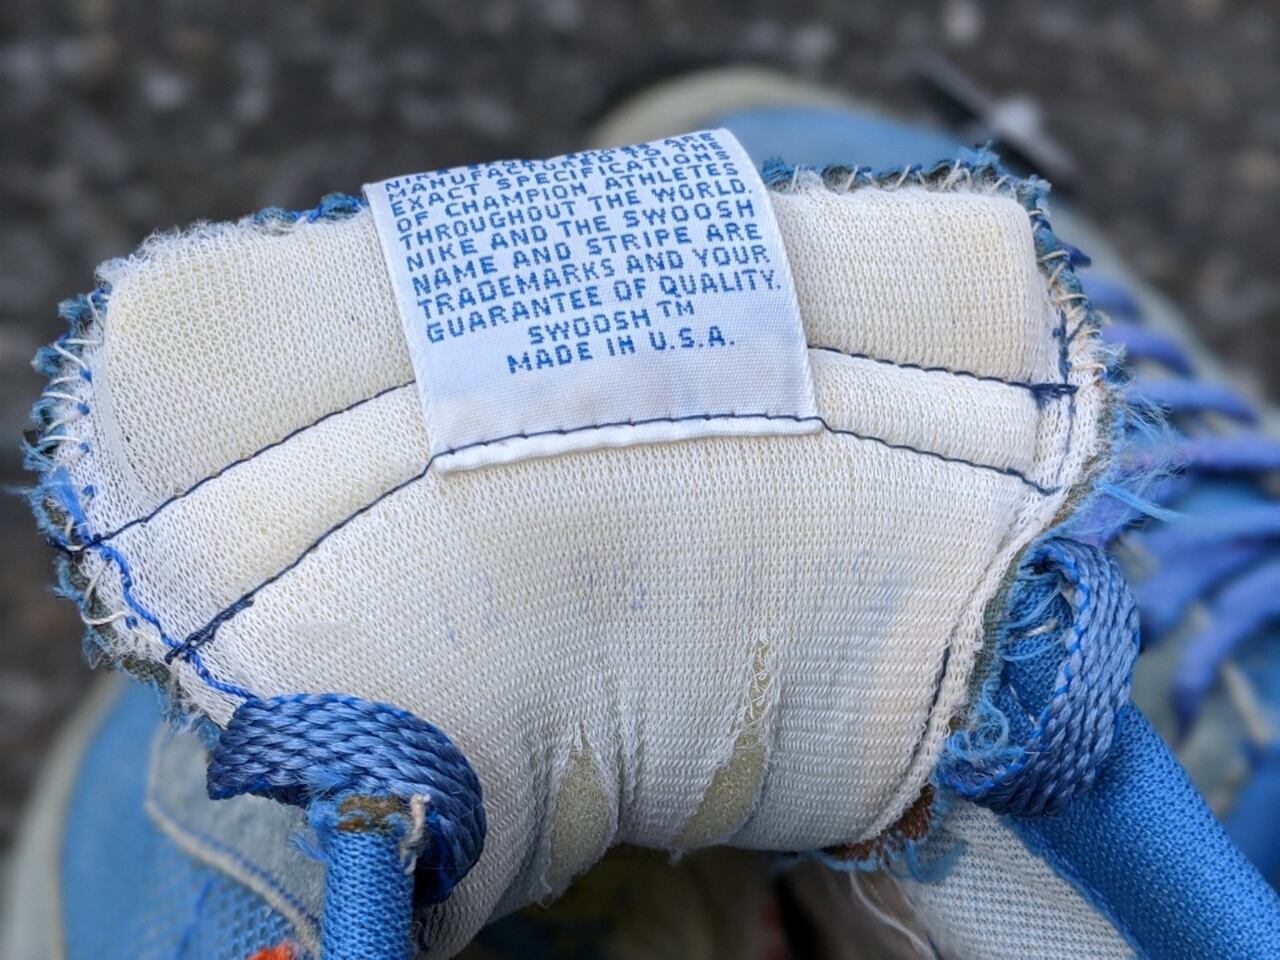 MANUFACTURED TO THE
EXACT SPECIFICATIONS
OF CHAMPION ATHLETES
THROUGHOUT THE WORLD.
NIKE AND THE SWOOSH
NAME AND STRIPE ARE
TRADEMARKS AND YOUR
GUARANTEE OF QUALITY.
SWOOSH TM
MADE IN U.S.A.